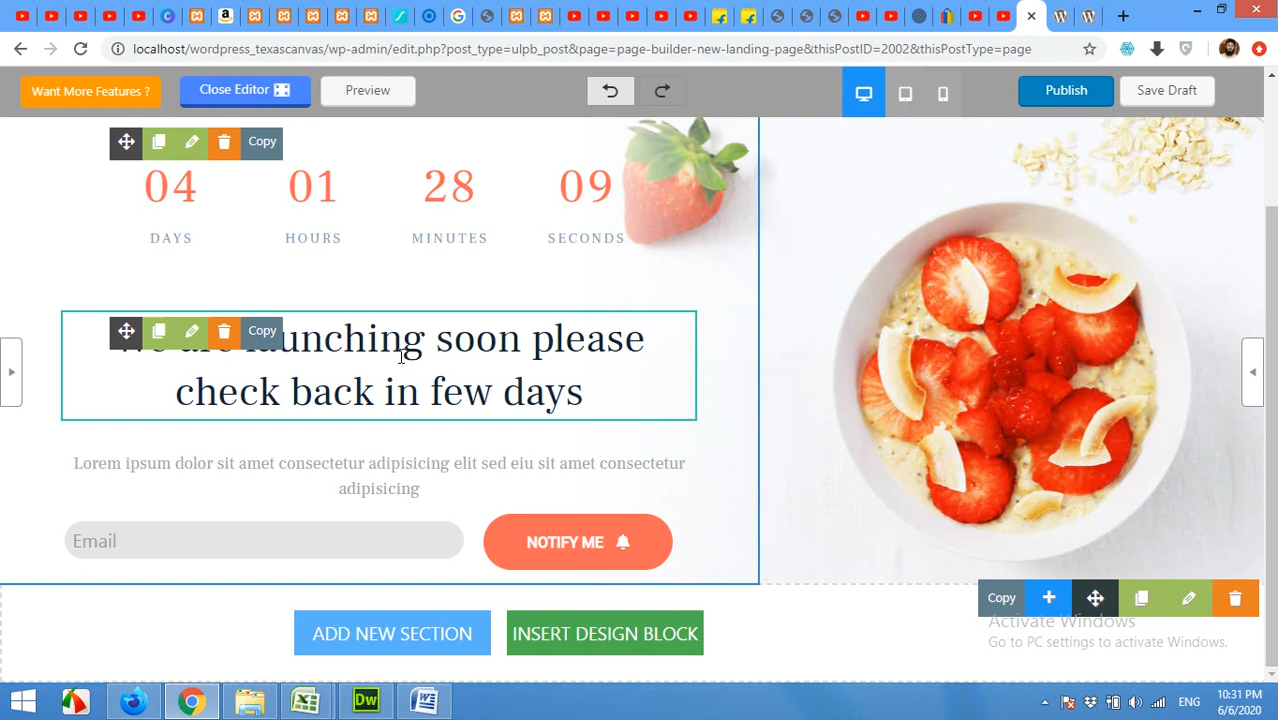 localhost/wordpress_texascanvas/wp-admin/edit.php?post_type=ulpb_post&page=page-builder-new-landing-page&thisPostID=2002&thisPostType=page
Want More Features ?
Close Editor
Preview
Publish
Save Draft
Copy
04 01 28 09
DAYS HOURS MINUTES SECONDS
Copy
launching soon please
check back in few days
Lorem ipsum dolor sit amet consectetur adipisicing elit sed eiu sit amet consectetur
adipisicing
Email
NOTIFY ME
Copy
ADD NEW SECTION
INSERT DESIGN BLOCK
Activate Windows
Go to PC settings to activate Windows.
Dw
ENG
10:31 PM
6/6/2020